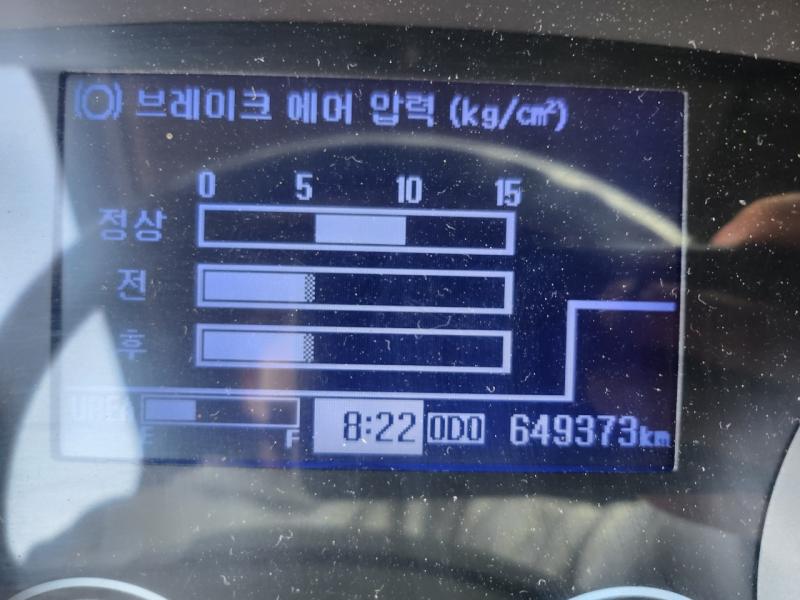 브레이크 에어 압력 (kg/cm²)
0 5 10 15
정상
전
후
UREA E F 8:22 ODO 649373km